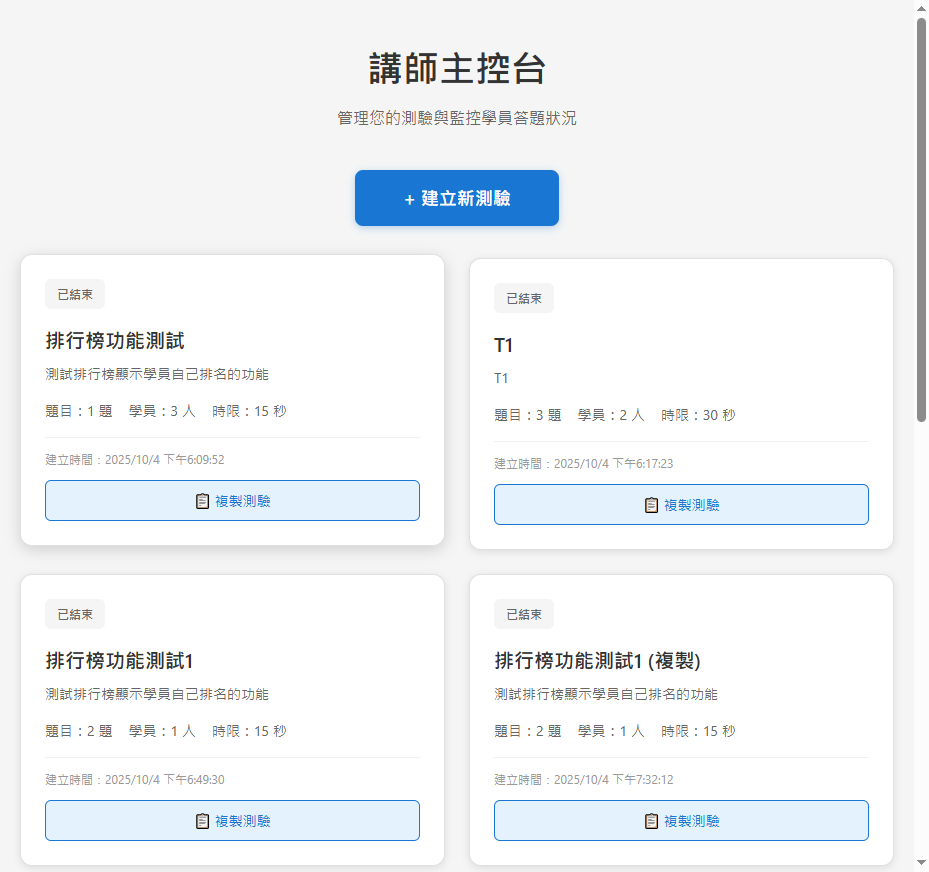 講師主控台
管理您的測驗與監控學員答題狀況
+ 建立新測驗
已結束
排行榜功能測試
測試排行榜顯示學員自己排名的功能
題目：1 題 學員：3 人 時限：15 秒
建立時間：2025/10/4 下午6:09:52
📋 複製測驗
已結束
T1
T1
題目：3 題 學員：2 人 時限：30 秒
建立時間：2025/10/4 下午6:17:23
📋 複製測驗
已結束
排行榜功能測試1
測試排行榜顯示學員自己排名的功能
題目：2 題 學員：1 人 時限：15 秒
建立時間：2025/10/4 下午6:49:30
📋 複製測驗
已結束
排行榜功能測試1 (複製)
測試排行榜顯示學員自己排名的功能
題目：2 題 學員：1 人 時限：15 秒
建立時間：2025/10/4 下午7:32:12
📋 複製測驗